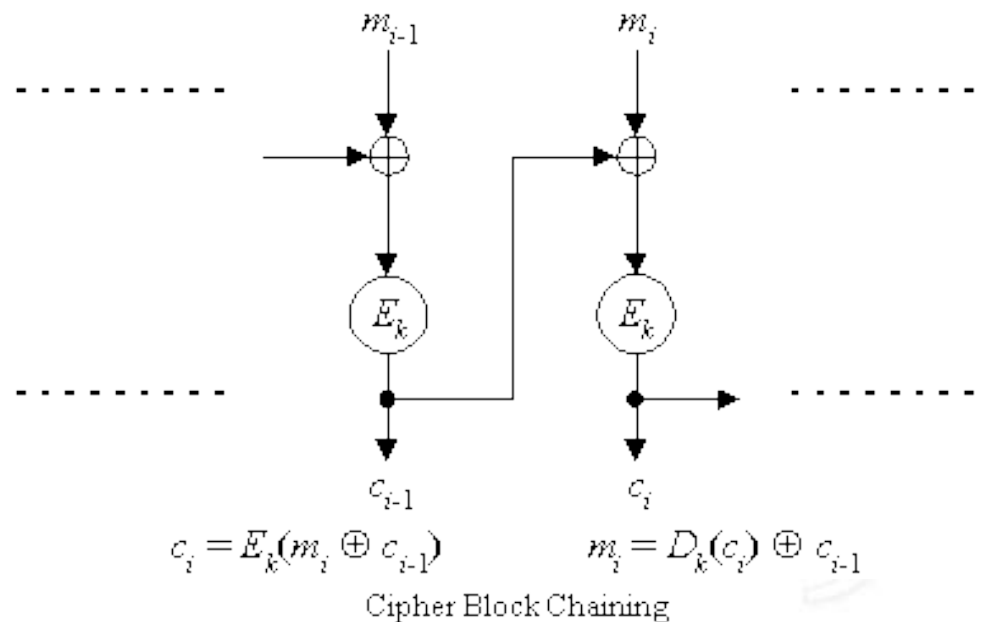 m_{i-1} m_i
E_k E_k
c_{i-1} c_i
c_i = E_k(m_i ⊕ c_{i-1}) m_i = D_k(c_i) ⊕ c_{i-1}
Cipher Block Chaining